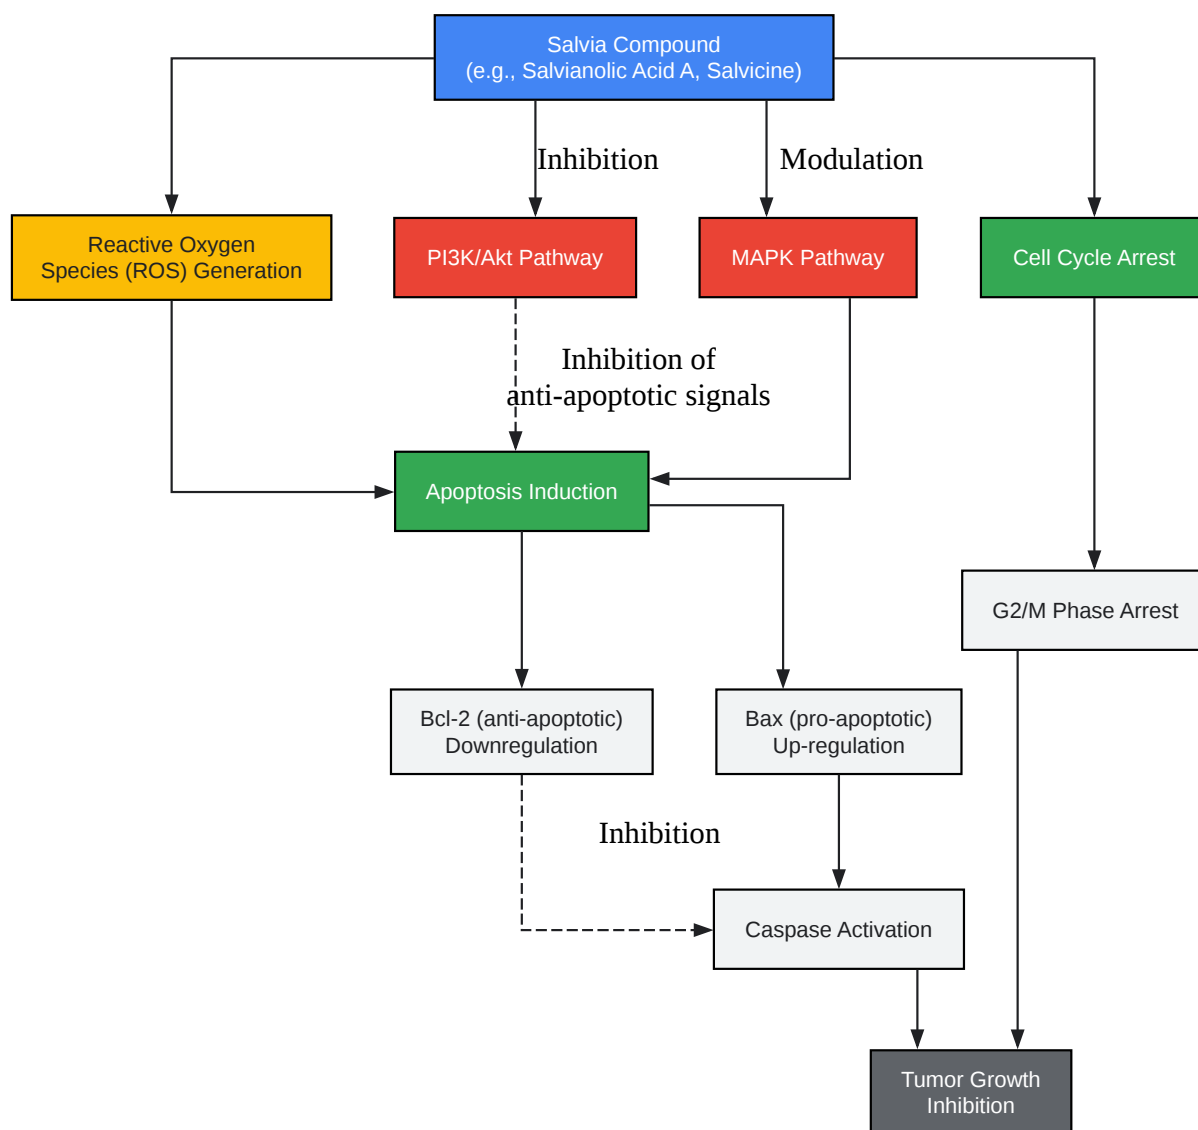 Salvia Compound
(e.g., Salvianolic Acid A, Salvicine)
Inhibition
Modulation
Reactive Oxygen
Species (ROS) Generation
PI3K/Akt Pathway
MAPK Pathway
Cell Cycle Arrest
Inhibition of
anti-apoptotic signals
Apoptosis Induction
G2/M Phase Arrest
Bcl-2 (anti-apoptotic)
Downregulation
Bax (pro-apoptotic)
Up-regulation
Inhibition
Caspase Activation
Tumor Growth
Inhibition